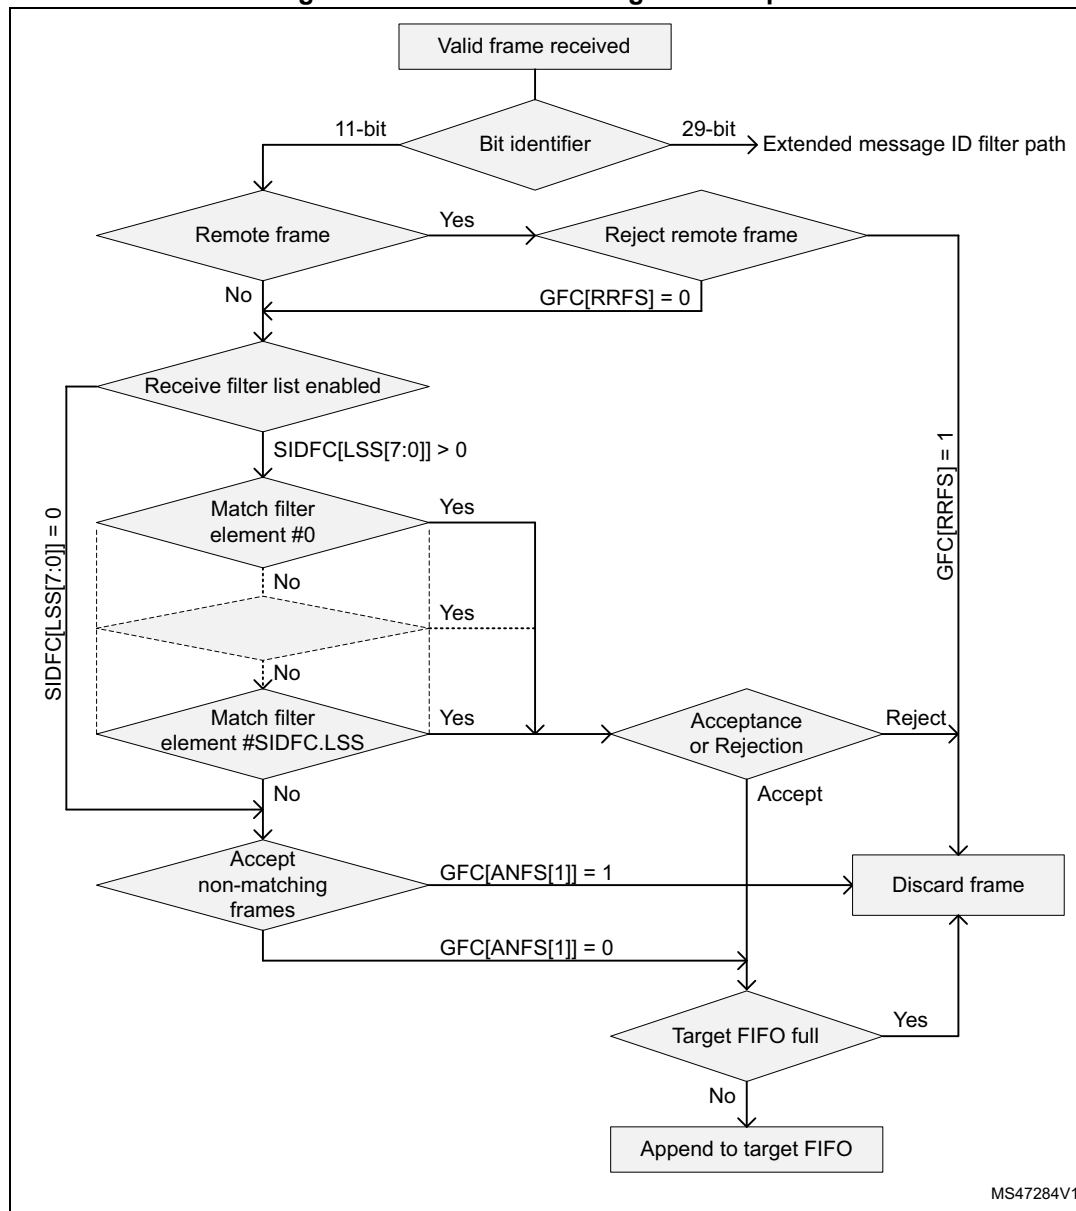 Valid frame received
11-bit
Bit identifier
29-bit
Extended message ID filter path
Remote frame
Yes
Reject remote frame
No
GFC[RRFS] = 0
Receive filter list enabled
SIDFC[LSS[7:0]] > 0
GFC[RRFS] = 1
SIDFC[LSS[7:0]] = 0
Match filter
element #0
Yes
No
Yes
No
Match filter
element #SIDFC.LSS
Yes
Acceptance
or Rejection
Reject
No
Accept
Accept
non-matching
frames
GFC[ANFS[1]] = 1
Discard frame
GFC[ANFS[1]] = 0
Target FIFO full
Yes
No
Append to target FIFO
MS47284V1